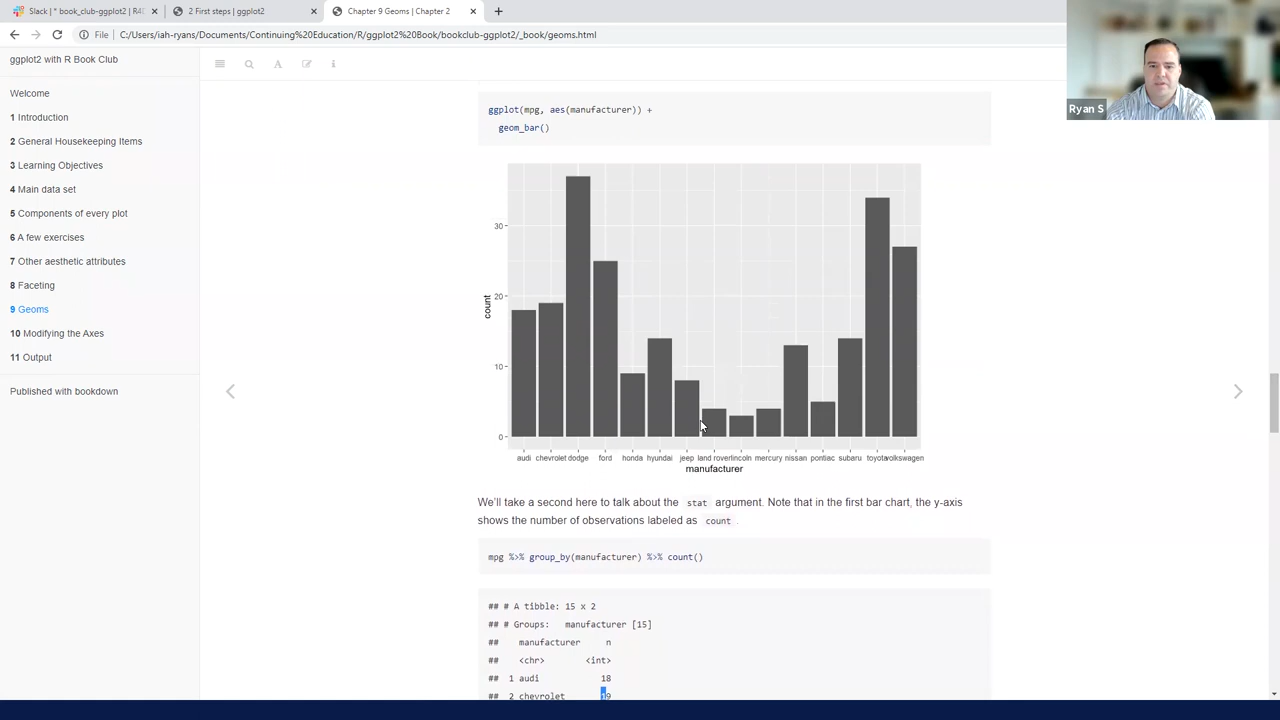 Slack | * book_club-ggplot2 | R4D
2 First steps | ggplot2
Chapter 9 Geoms | Chapter 2
File | C:/Users/iah-ryans/Documents/Continuing%20Education/R/ggplot2%20Book/bookclub-ggplot2/_book/geoms.html
Ryan S
ggplot2 with R Book Club
Welcome
1 Introduction
2 General Housekeeping Items
3 Learning Objectives
4 Main data set
5 Components of every plot
6 A few exercises
7 Other aesthetic attributes
8 Faceting
9 Geoms
10 Modifying the Axes
11 Output
Published with bookdown
ggplot(mpg, aes(manufacturer)) +
geom_bar()
count
30
20
10
0
audi chevrolet dodge ford honda hyundai jeep land rover lincoln mercury nissan pontiac subaru toyota volkswagen
manufacturer
We'll take a second here to talk about the stat argument. Note that in the first bar chart, the y-axis
shows the number of observations labeled as count .
mpg %>% group_by(manufacturer) %>% count()
## # A tibble: 15 x 2
## # Groups: manufacturer [15]
## manufacturer n
## <chr> <int>
## 1 audi 18
## 2 chevrolet 19